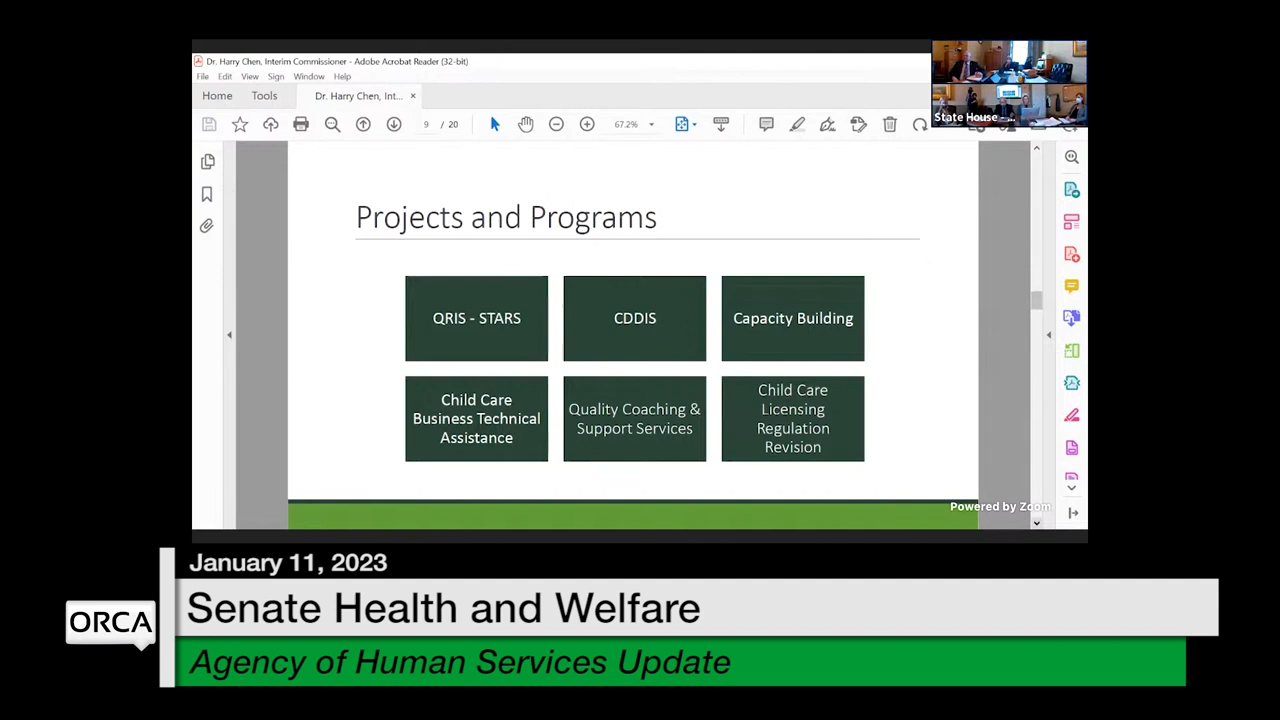 Dr. Harry Chen, Interim Commissioner - Adobe Acrobat Reader (32-bit)
File Edit View Sign Window Help
Home Tools Dr. Harry Chen, Int... ×
9 / 20 67.2%
State House - ...
Projects and Programs
QRIS - STARS
CDDIS
Capacity Building
Child Care
Business Technical
Assistance
Quality Coaching &
Support Services
Child Care
Licensing
Regulation
Revision
Powered by Zoom
January 11, 2023
ORCA
Senate Health and Welfare
Agency of Human Services Update